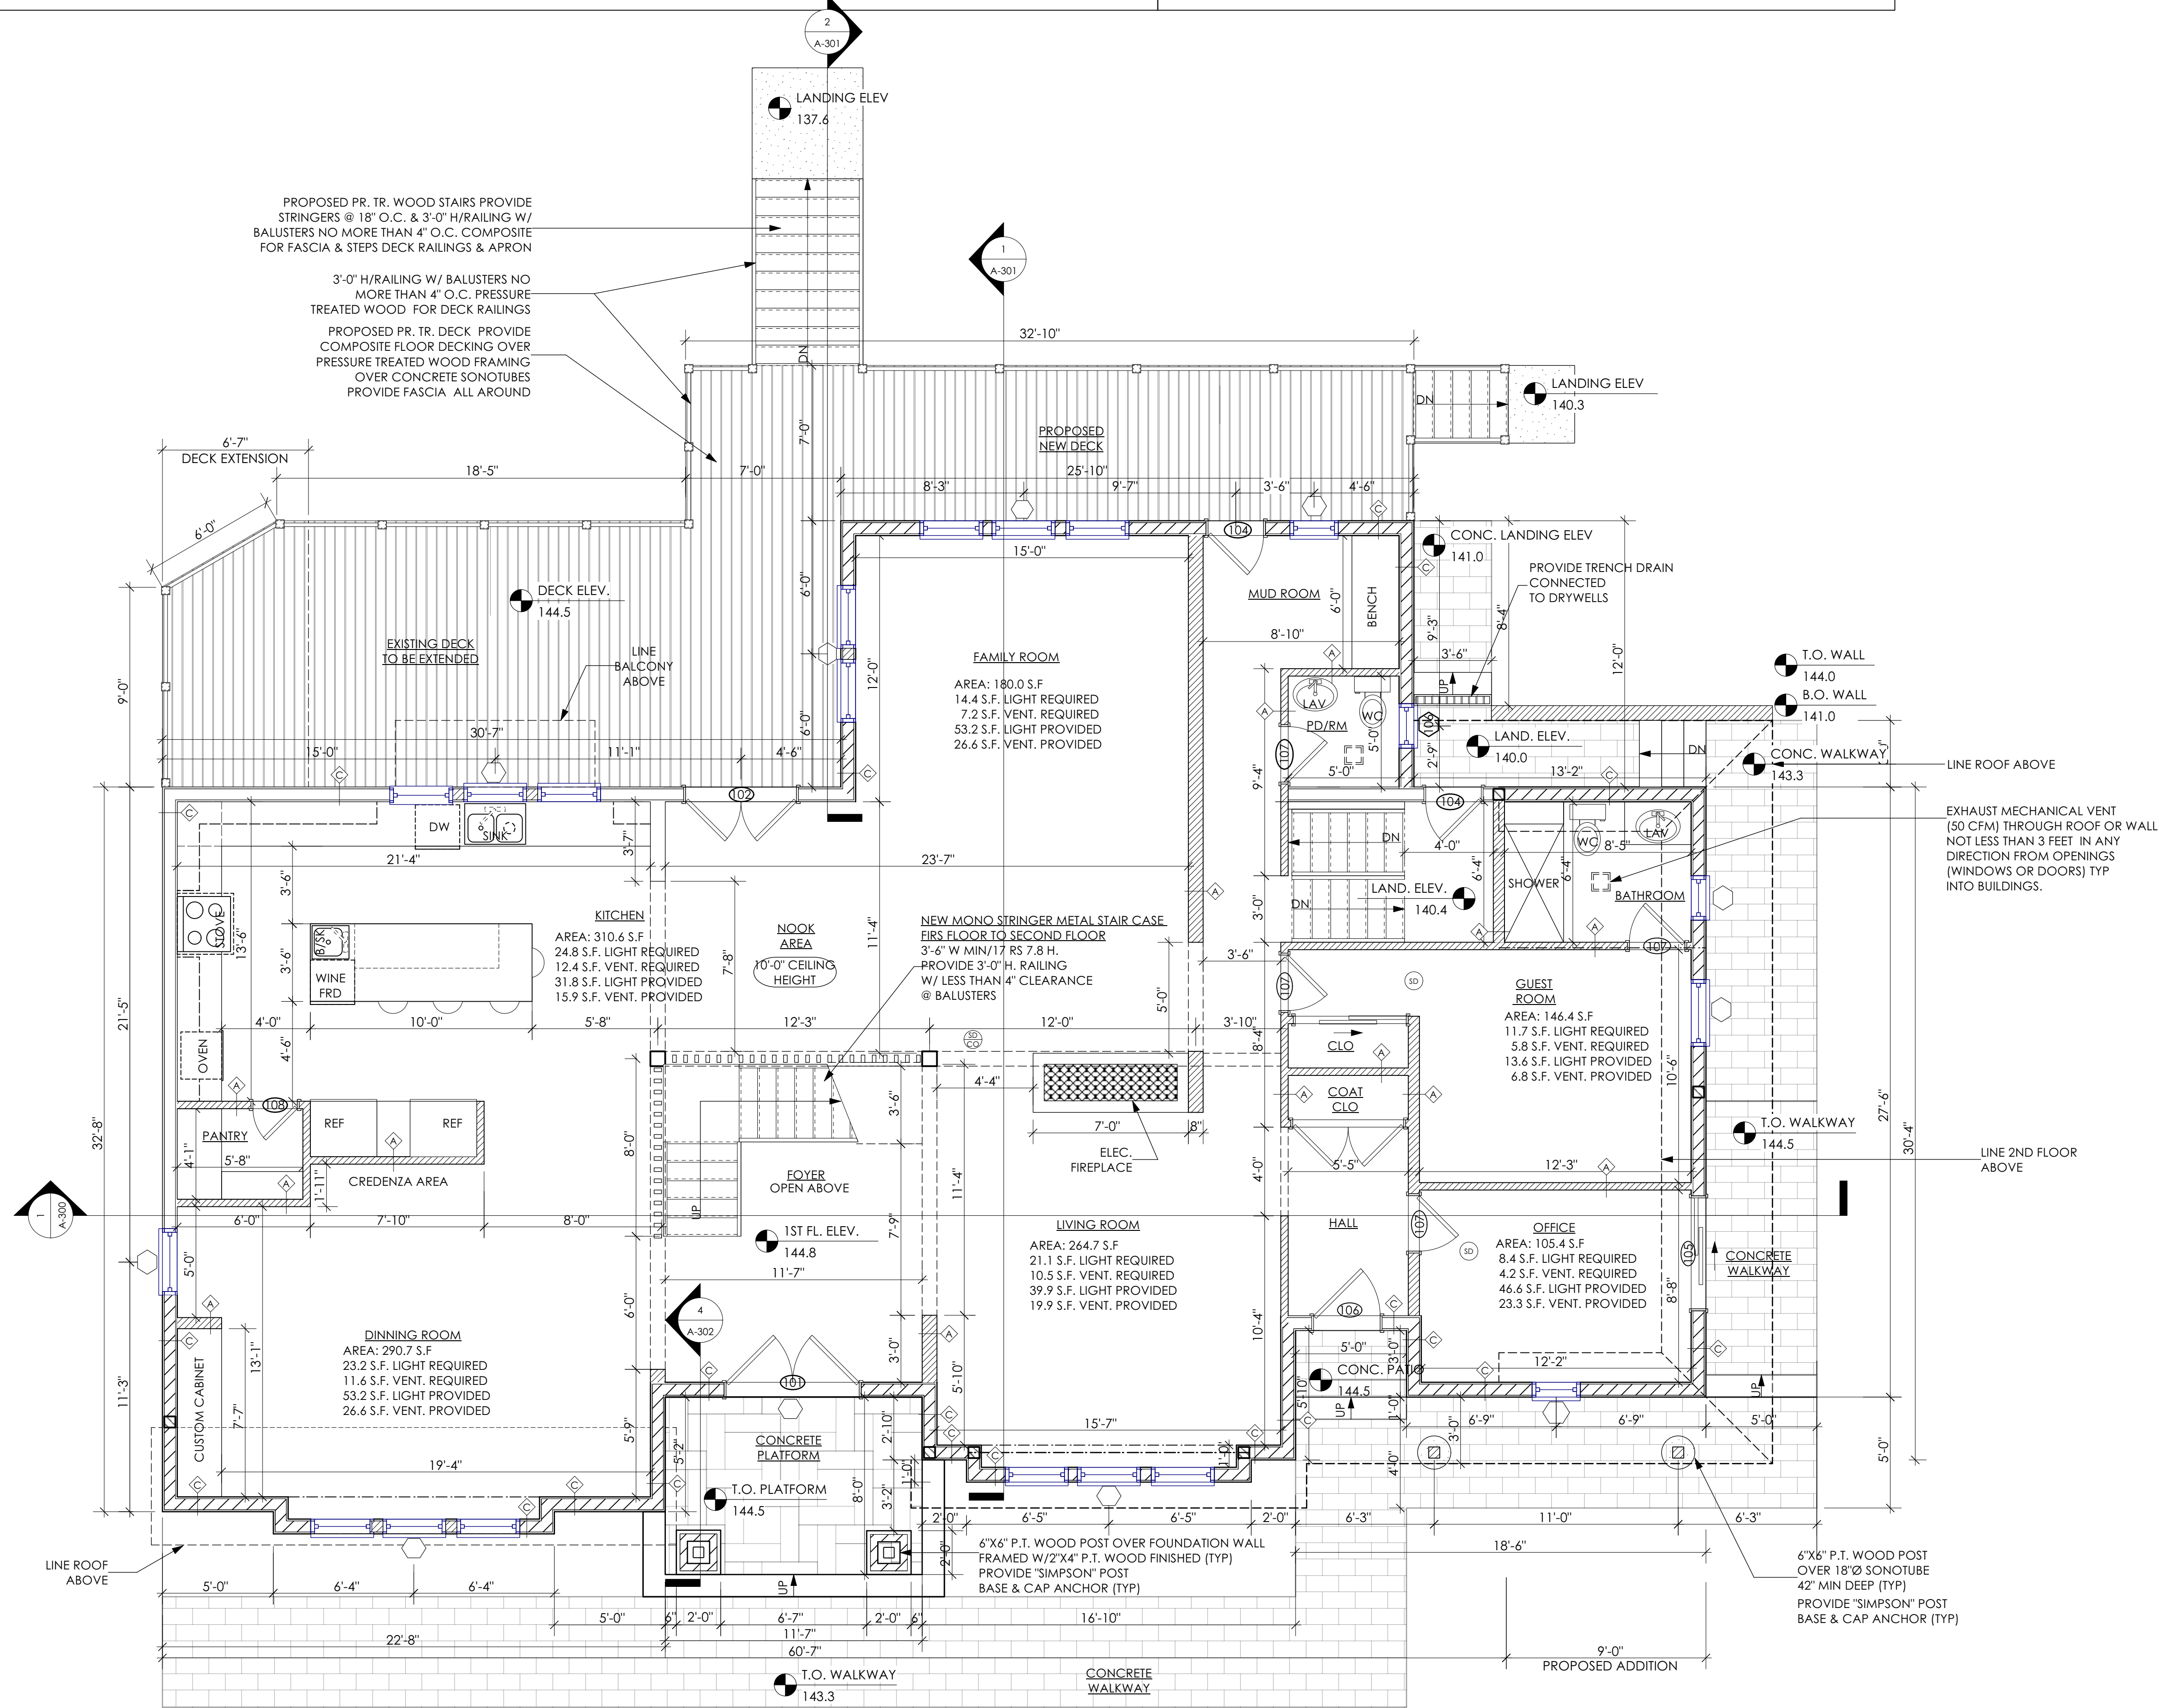 2
A-301
LANDING ELEV
137.6
PROPOSED PR. TR. WOOD STAIRS PROVIDE
STRINGERS @ 18" O.C. & 3'-0" H/RAILING W/
BALUSTERS NO MORE THAN 4" O.C. COMPOSITE
FOR FASCIA & STEPS DECK RAILINGS & APRON
3'-0" H/RAILING W/ BALUSTERS NO
MORE THAN 4" O.C. PRESSURE
TREATED WOOD FOR DECK RAILINGS
PROPOSED PR. TR. DECK PROVIDE
COMPOSITE FLOOR DECKING OVER
PRESSURE TREATED WOOD FRAMING
OVER CONCRETE SONOTUBES
PROVIDE FASCIA ALL AROUND
1
A-301
32'-10"
DN
LANDING ELEV
140.3
DN
PROPOSED
NEW DECK
7'-0"
6'-7"
DECK EXTENSION
18'-5"
7'-0"
25'-10"
8'-3"
9'-7"
3'-6"
4'-6"
C
6'-0"
104
CONC. LANDING ELEV
141.0
15'-0"
PROVIDE TRENCH DRAIN
CONNECTED
TO DRYWELLS
C
DECK ELEV.
144.5
6'-0"
MUD ROOM
6'-0"
BENCH
9'-3"
8'-4"
12'-0"
8'-10"
EXISTING DECK
TO BE EXTENDED
LINE
BALCONY
ABOVE
FAMILY ROOM
AREA: 180.0 S.F
14.4 S.F. LIGHT REQUIRED
7.2 S.F. VENT. REQUIRED
53.2 S.F. LIGHT PROVIDED
26.6 S.F. VENT. PROVIDED
12'-0"
A
3'-6"
T.O. WALL
144.0
B.O. WALL
141.0
UP
9'-0"
6'-0"
A
LAV
WC
PD/RM
5'-0"
109
2'-9"
LAND. ELEV.
140.0
DN
CONC. WALKWAY
143.3
LINE ROOF ABOVE
30'-7"
15'-0"
11'-1"
4'-6"
107
5'-0"
13'-2"
C
C
C
102
9'-4"
104
EXHAUST MECHANICAL VENT
(50 CFM) THROUGH ROOF OR WALL
NOT LESS THAN 3 FEET IN ANY
DIRECTION FROM OPENINGS
(WINDOWS OR DOORS) TYP
INTO BUILDINGS.
C
DW
SINK
3'-7"
DN
4'-0"
WC
LAV
8'-5"
21'-4"
23'-7"
6'-4"
6'-4"
SHOWER
BATHROOM
3'-6"
A
LAND. ELEV.
140.4
DN
3'-0"
STOVE
13'-6"
B/SK
WINE
FRD
3'-6"
KITCHEN
AREA: 310.6 S.F
24.8 S.F. LIGHT REQUIRED
12.4 S.F. VENT. REQUIRED
31.8 S.F. LIGHT PROVIDED
15.9 S.F. VENT. PROVIDED
NOOK
AREA
10'-0" CEILING
HEIGHT
7'-8"
11'-4"
NEW MONO STRINGER METAL STAIR CASE
FIRS FLOOR TO SECOND FLOOR
3'-6" W MIN/17 RS 7.8 H.
PROVIDE 3'-0" H. RAILING
W/ LESS THAN 4" CLEARANCE
@ BALUSTERS
A
A
107
3'-6"
107
SD
GUEST
ROOM
AREA: 146.4 S.F
11.7 S.F. LIGHT REQUIRED
5.8 S.F. VENT. REQUIRED
13.6 S.F. LIGHT PROVIDED
6.8 S.F. VENT. PROVIDED
10'-6"
5'-0"
21'-5"
4'-0"
10'-0"
5'-8"
12'-3"
12'-0"
3'-10"
SD
CO
8'-4"
CLO
A
OVEN
4'-6"
A
4'-4"
108
REF
REF
A
PANTRY
4'-1"
5'-8"
3'-6"
7'-0"
8"
A
COAT
CLO
A
32'-8"
8'-0"
T.O. WALKWAY
144.5
27'-6"
30'-4"
ELEC.
FIREPLACE
5'-5"
4'-0"
12'-3"
A
LINE 2ND FLOOR
ABOVE
A
1'-11"
CREDENZA AREA
FOYER
OPEN ABOVE
11'-4"
1
A-300
6'-0"
7'-10"
8'-0"
UP
7'-9"
1ST FL. ELEV.
144.8
LIVING ROOM
AREA: 264.7 S.F
21.1 S.F. LIGHT REQUIRED
10.5 S.F. VENT. REQUIRED
39.9 S.F. LIGHT PROVIDED
19.9 S.F. VENT. PROVIDED
HALL
107
SD
OFFICE
AREA: 105.4 S.F
8.4 S.F. LIGHT REQUIRED
4.2 S.F. VENT. REQUIRED
46.6 S.F. LIGHT PROVIDED
23.3 S.F. VENT. PROVIDED
105
8'-8"
CONCRETE
WALKWAY
5'-0"
11'-7"
A
6'-0"
4
A-302
A
106
C
C
C
C
DINNING ROOM
AREA: 290.7 S.F
23.2 S.F. LIGHT REQUIRED
11.6 S.F. VENT. REQUIRED
53.2 S.F. LIGHT PROVIDED
26.6 S.F. VENT. PROVIDED
13'-1"
CUSTOM CABINET
7'-7"
11'-3"
3'-0"
5'-10"
10'-4"
5'-0"
3'-0"
CONC. PATIO
144.5
5'-10"
UP
1'-0"
12'-2"
C
UP
C
101
5'-9"
5'-2"
CONCRETE
PLATFORM
2'-10"
C
C
C
15'-7"
C
C
1'-0"
6'-9"
6'-9"
5'-0"
3'-0"
4'-0"
5'-0"
19'-4"
C
C
C
C
T.O. PLATFORM
144.5
8'-0"
3'-2"
1'-0"
2'-0"
6'-5"
6'-5"
2'-0"
6'-3"
11'-0"
6'-3"
18'-6"
2'-0"
6"X6" P.T. WOOD POST OVER FOUNDATION WALL
FRAMED W/2"X4" P.T. WOOD FINISHED (TYP)
PROVIDE "SIMPSON" POST
BASE & CAP ANCHOR (TYP)
6"X6" P.T. WOOD POST
OVER 18"Ø SONOTUBE
42" MIN DEEP (TYP)
PROVIDE "SIMPSON" POST
BASE & CAP ANCHOR (TYP)
LINE ROOF
ABOVE
5'-0"
6'-4"
6'-4"
UP
5'-0"
6"
2'-0"
6'-7"
2'-0"
6"
16'-10"
22'-8"
11'-7"
60'-7"
9'-0"
PROPOSED ADDITION
T.O. WALKWAY
143.3
CONCRETE
WALKWAY